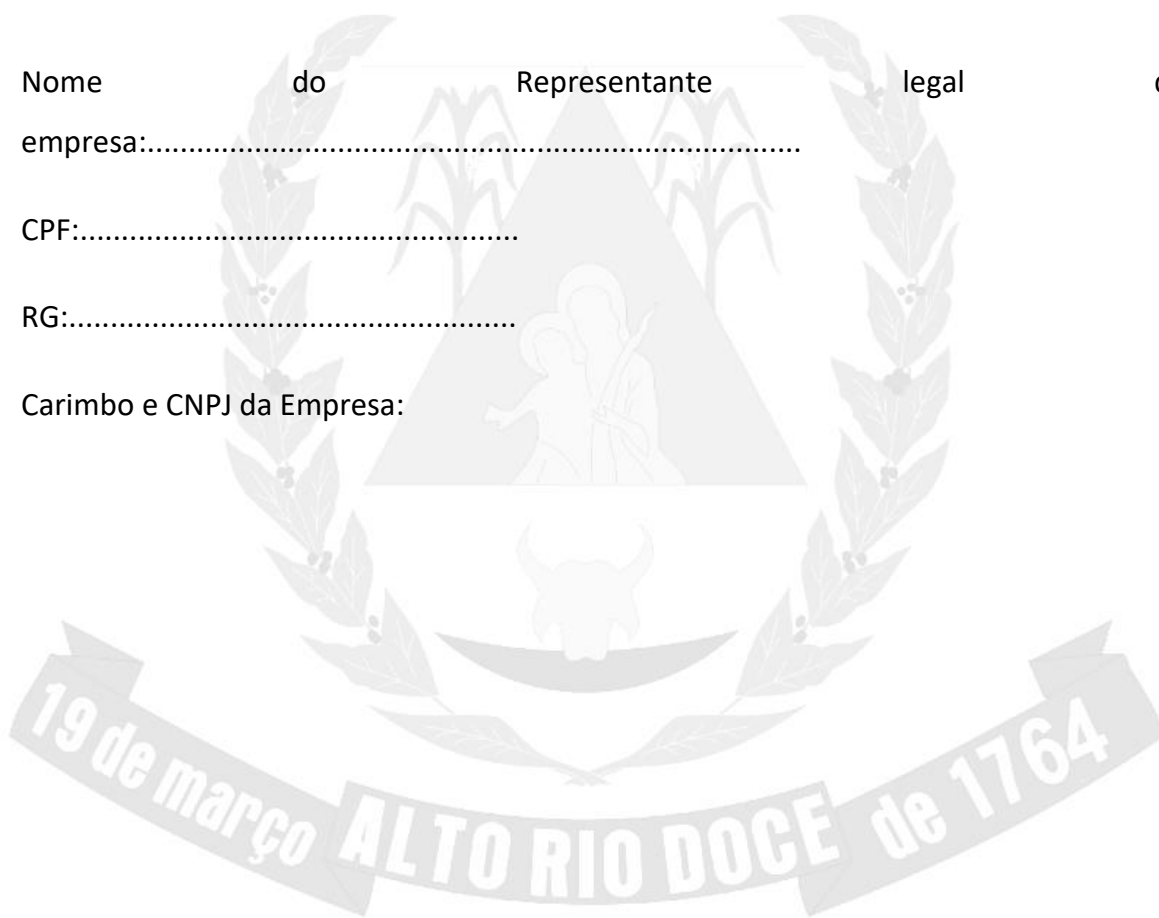 Nome do Representante legal
empresa:...............................................................................
CPF:.....................................................
RG:......................................................
Carimbo e CNPJ da Empresa:
19 de março ALTO RIO DOCE de 1764